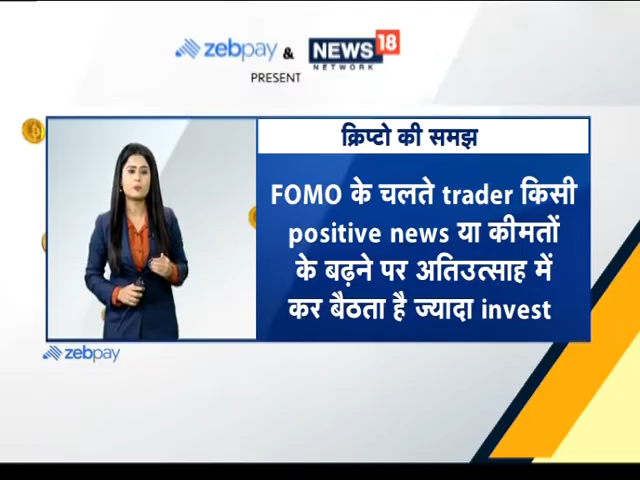 zebpay & NEWS 18
NETWORK
PRESENT
क्रिप्टो की समझ
FOMO के चलते trader किसी
positive news या कीमतों
के बढ़ने पर अतिउत्साह में
कर बैठता है ज्यादा invest
zebpay